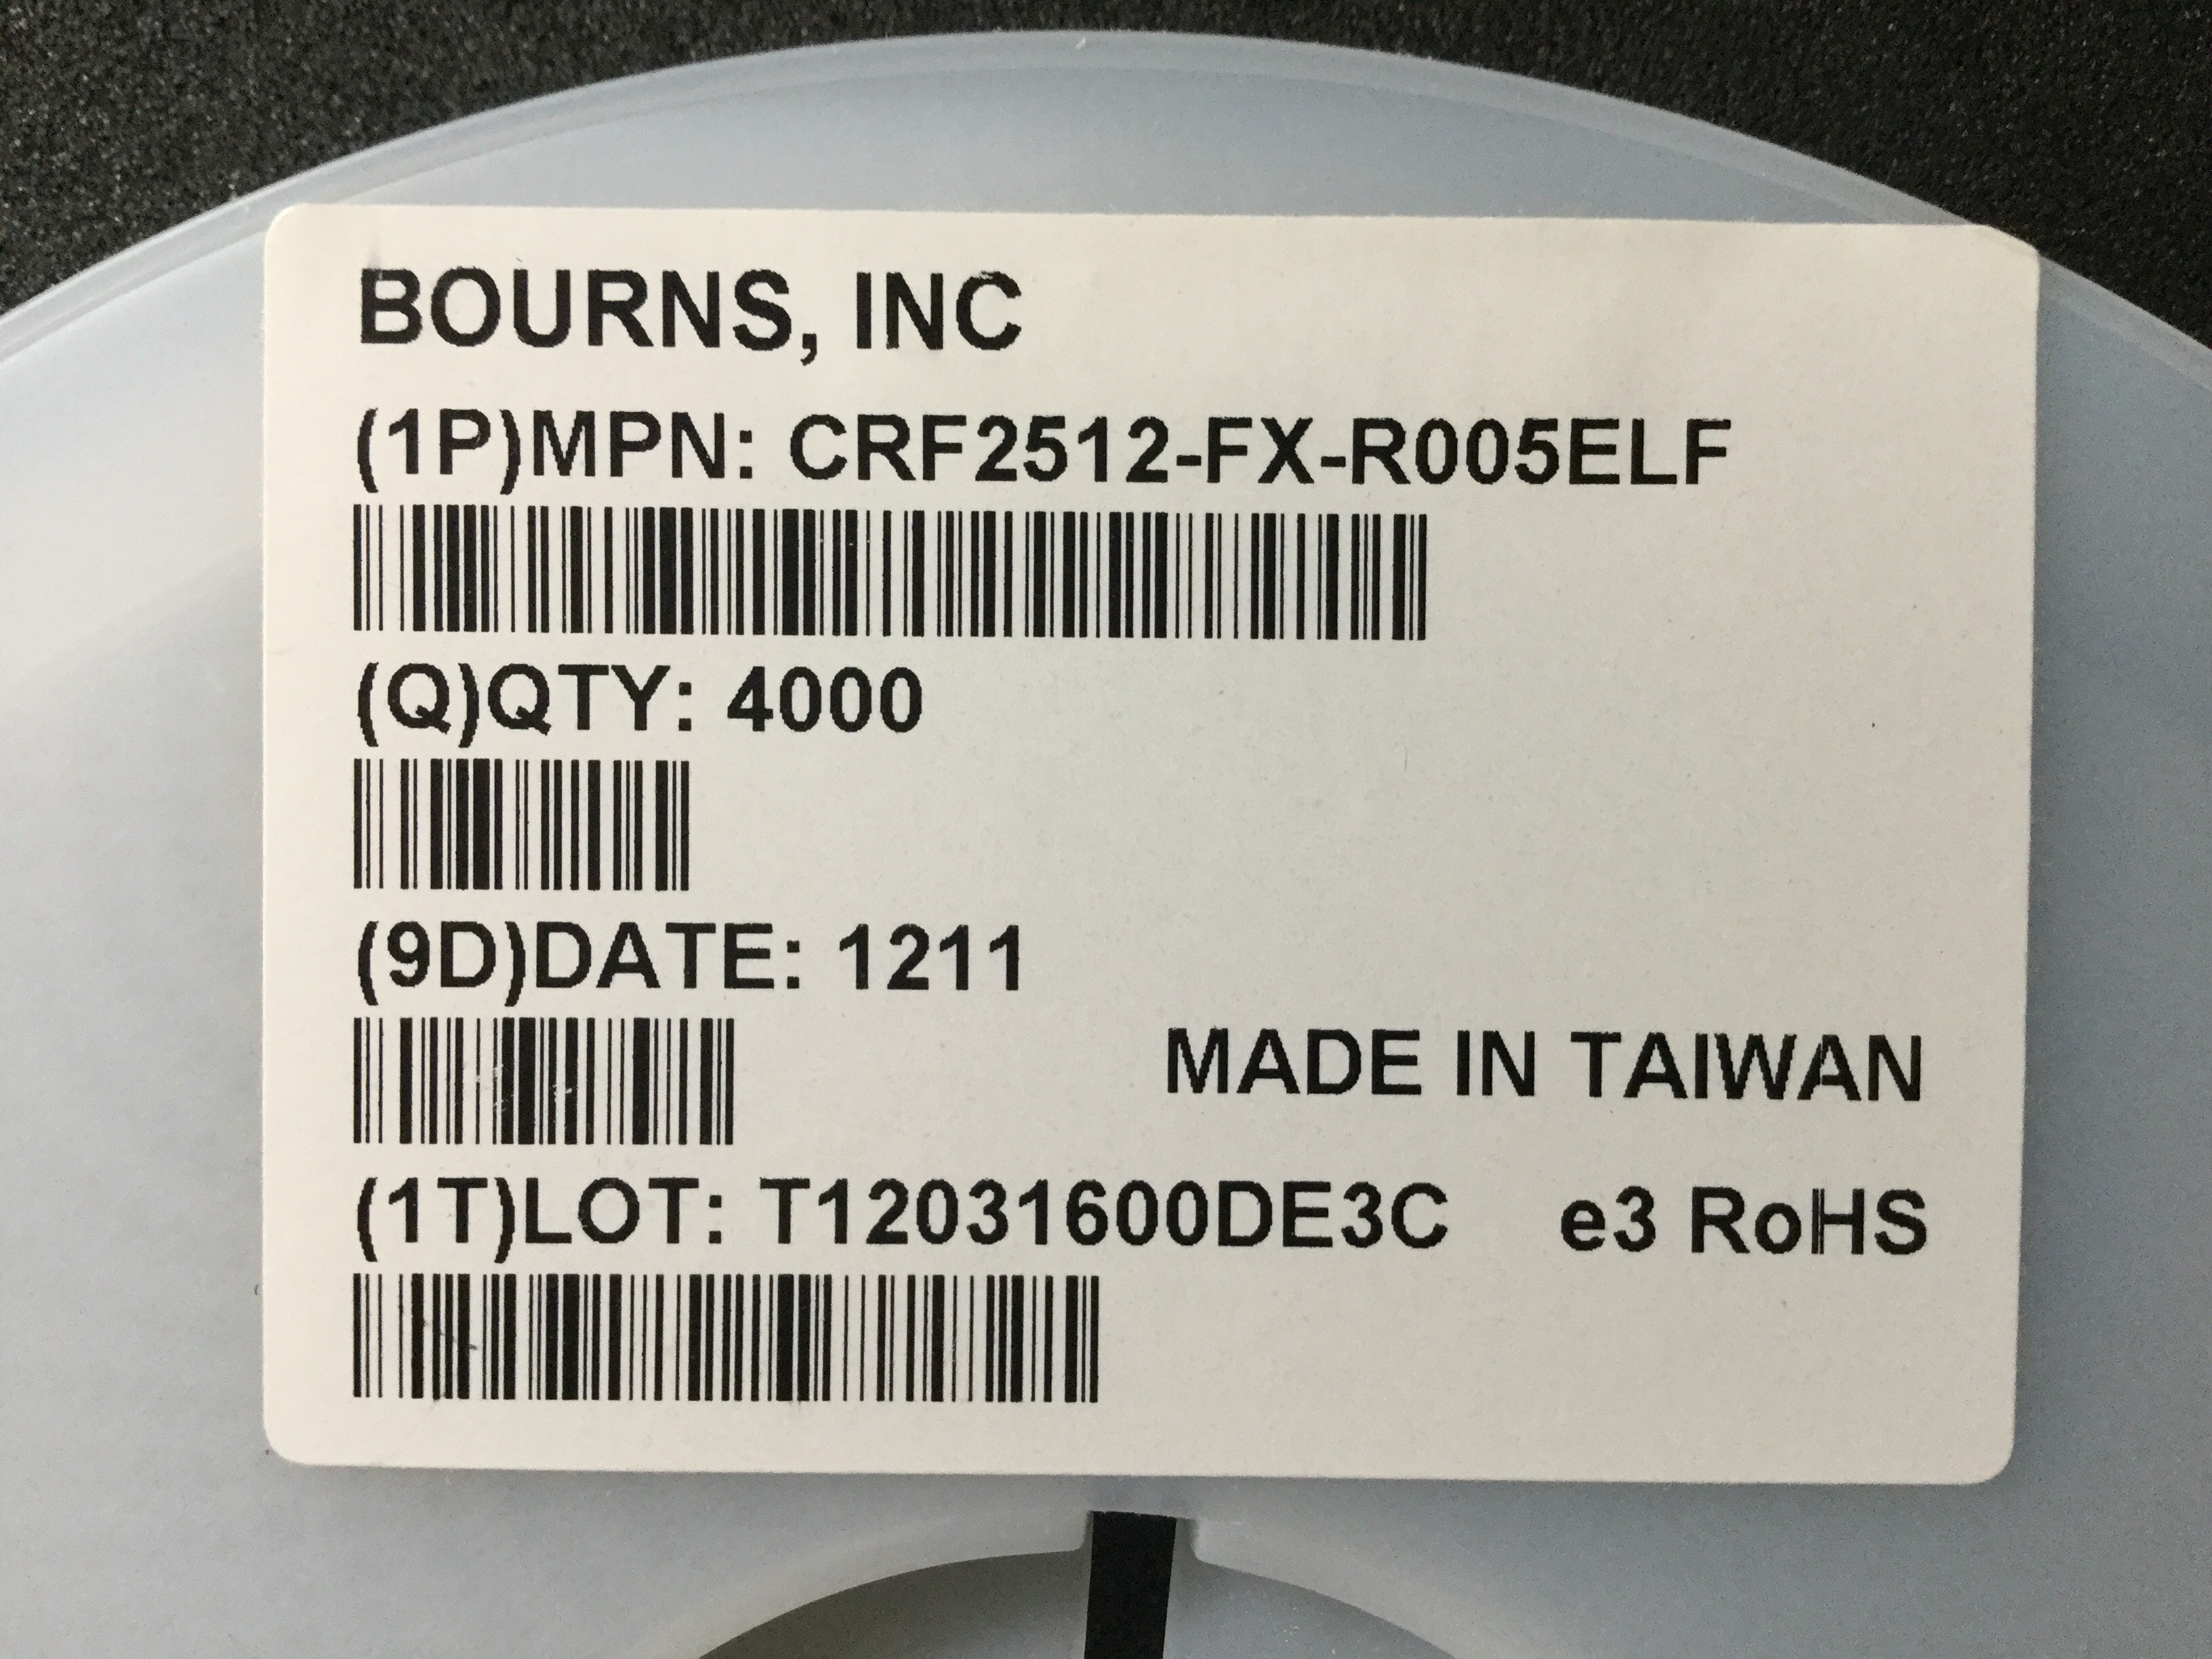 BOURNS, INC
(1P)MPN: CRF2512-FX-R005ELF
(Q)QTY: 4000
(9D)DATE: 1211
MADE IN TAIWAN
(1T)LOT: T12031600DE3C e3 RoHS